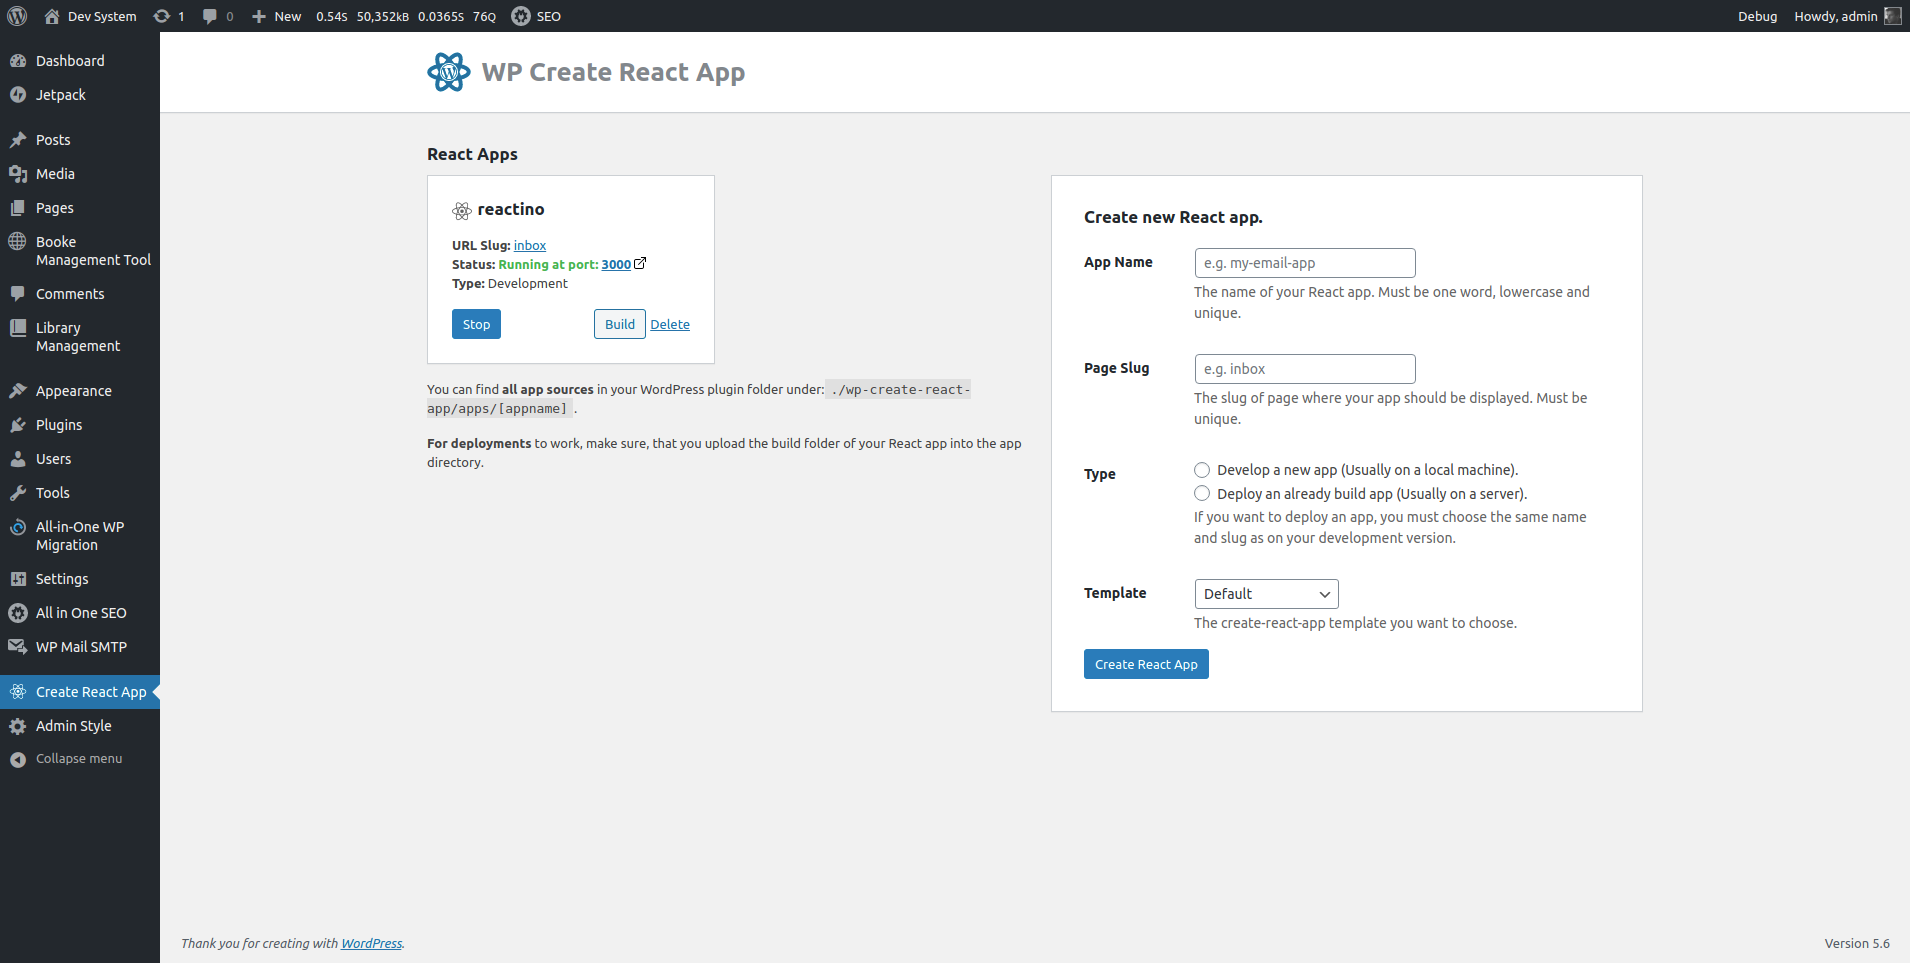 Dev System 1 0 New 0.54S 50,352kB 0.0365S 76Q SEO Debug Howdy, admin
Dashboard
Jetpack
Posts
Media
Pages
Booke
Management Tool
Comments
Library
Management
Appearance
Plugins
Users
Tools
All-in-One WP
Migration
Settings
All in One SEO
WP Mail SMTP
Create React App
Admin Style
Collapse menu
WP Create React App
React Apps
reactino
URL Slug: inbox
Status: Running at port: 3000
Type: Development
Stop Build Delete
You can find all app sources in your WordPress plugin folder under: ./wp-create-react-
app/apps/[appname] .
For deployments to work, make sure, that you upload the build folder of your React app into the app
directory.
Create new React app.
App Name e.g. my-email-app
The name of your React app. Must be one word, lowercase and
unique.
Page Slug e.g. inbox
The slug of page where your app should be displayed. Must be
unique.
Type Develop a new app (Usually on a local machine).
Deploy an already build app (Usually on a server).
If you want to deploy an app, you must choose the same name
and slug as on your development version.
Template Default
The create-react-app template you want to choose.
Create React App
Thank you for creating with WordPress. Version 5.6